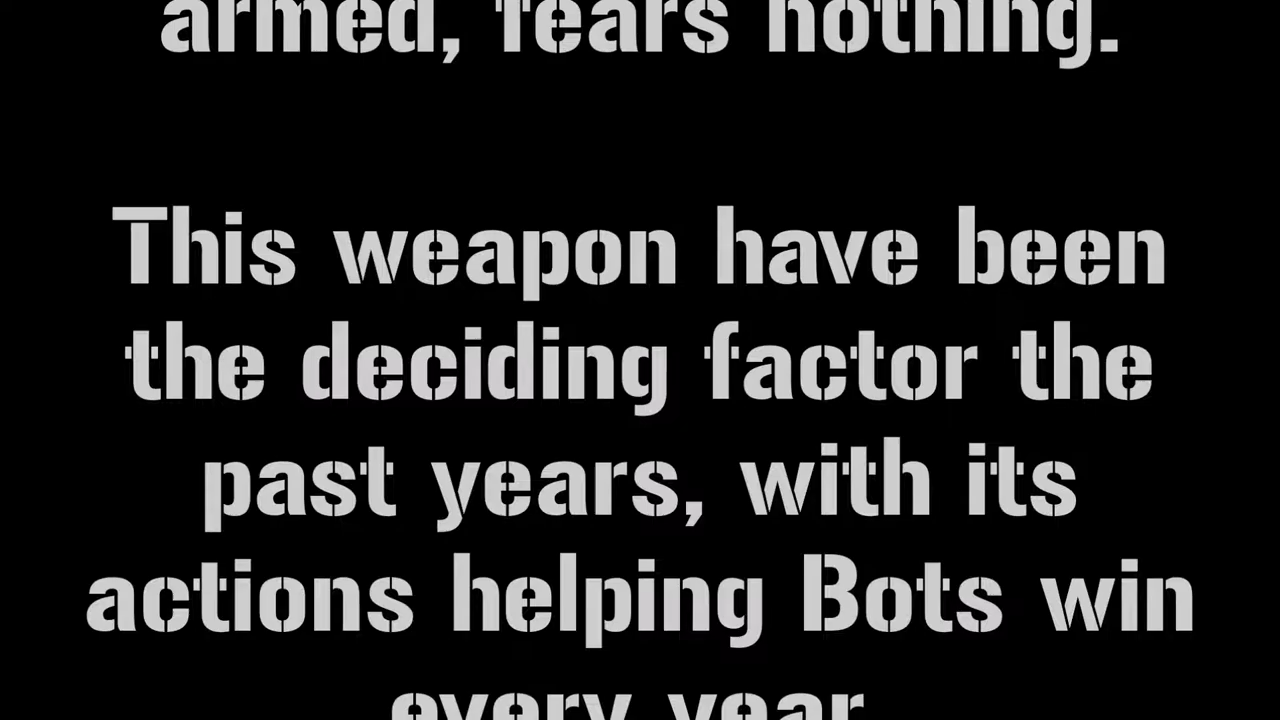 armed, fears nothing.
This weapon have been
the deciding factor the
past years, with its
actions helping Bots win
every year